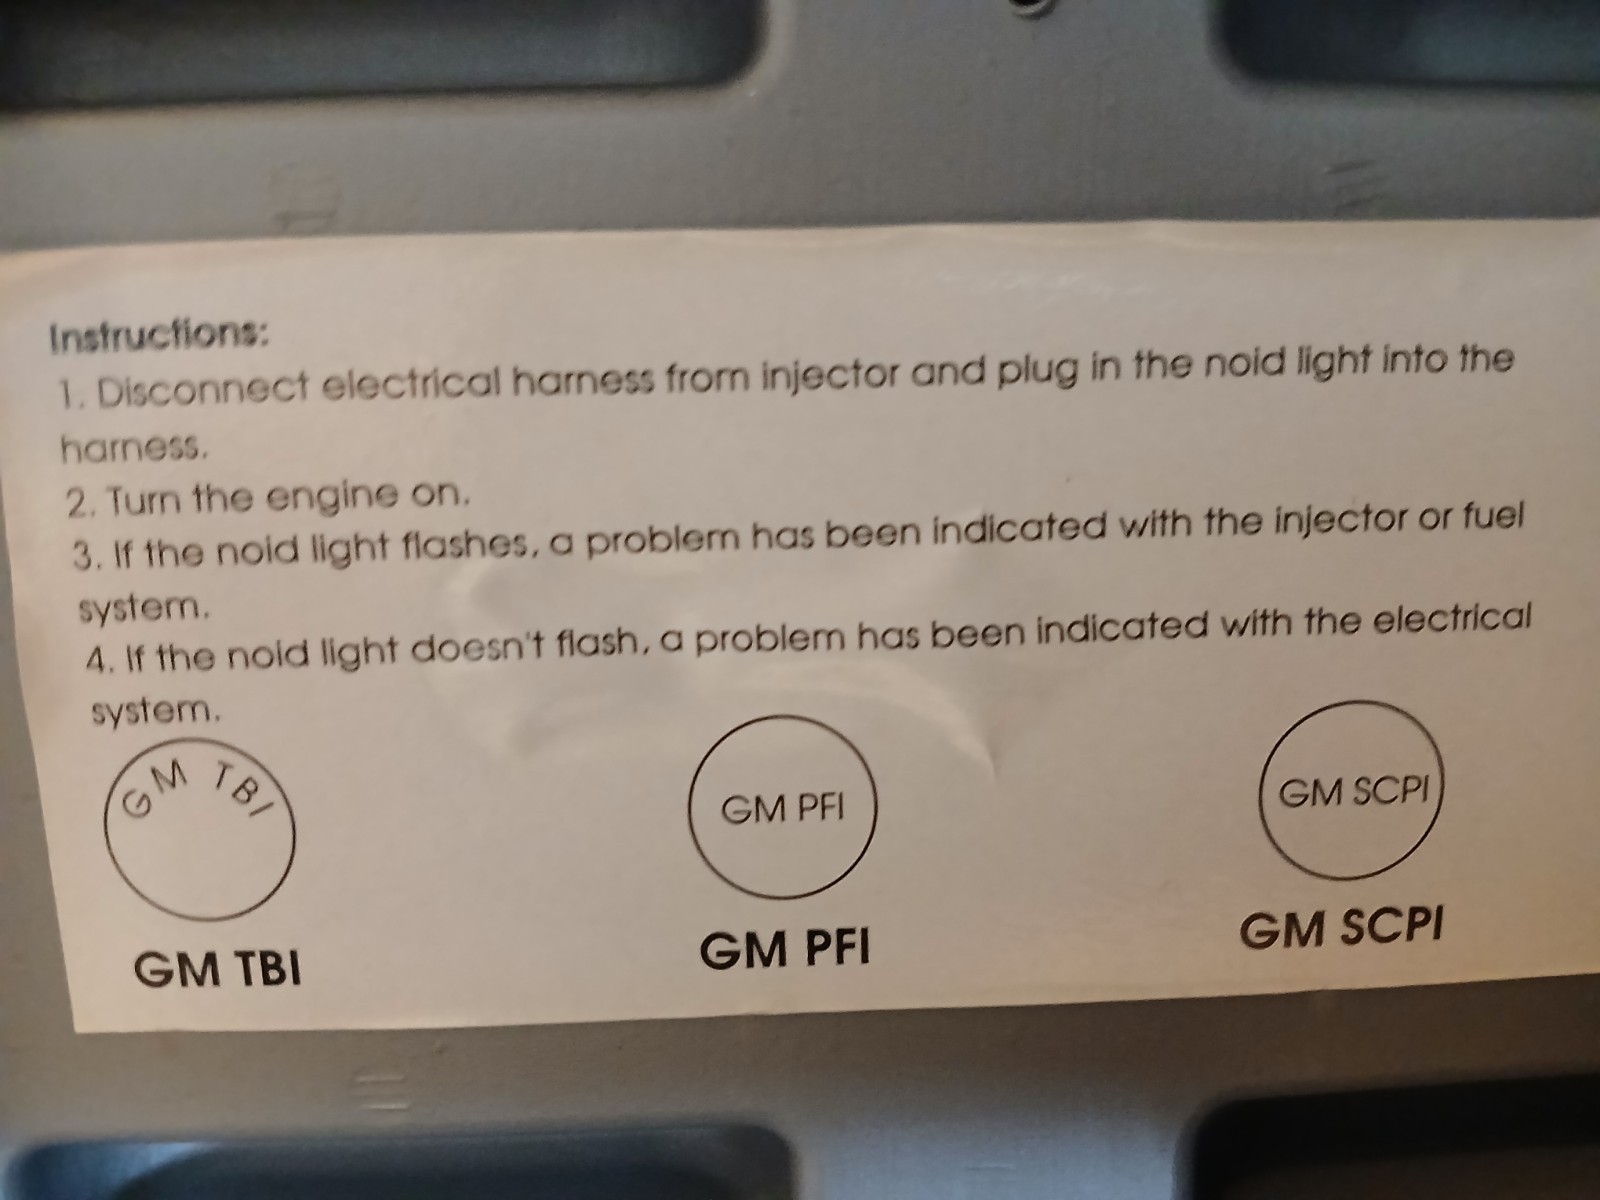 Instructions:
1. Disconnect electrical harness from injector and plug in the noid light into the
harness.
2. Turn the engine on.
3. If the noid light flashes, a problem has been indicated with the injector or fuel
system.
4. If the noid light doesn't flash, a problem has been indicated with the electrical
system.
GM TBI
GM PFI
GM SCPI
GM TBI
GM PFI
GM SCPI